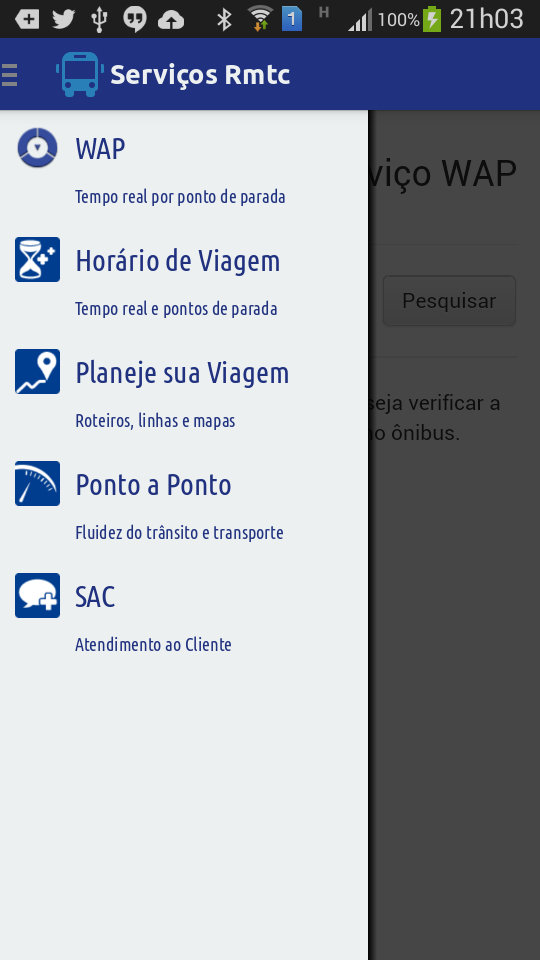 1 H 100% 21h03
Serviços Rmtc
WAP
Tempo real por ponto de parada
Horário de Viagem
Tempo real e pontos de parada
Planeje sua Viagem
Roteiros, linhas e mapas
Ponto a Ponto
Fluidez do trânsito e transporte
SAC
Atendimento ao Cliente
viço WAP
Pesquisar
seja verificar a
ônibus.